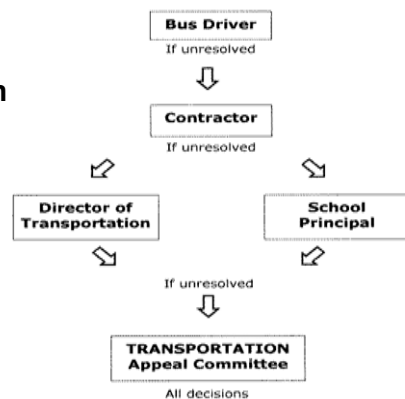 Bus Driver
If unresolved
n
Contractor
If unresolved
Director of
Transportation
School
Principal
If unresolved
TRANSPORTATION
Appeal Committee
All decisions